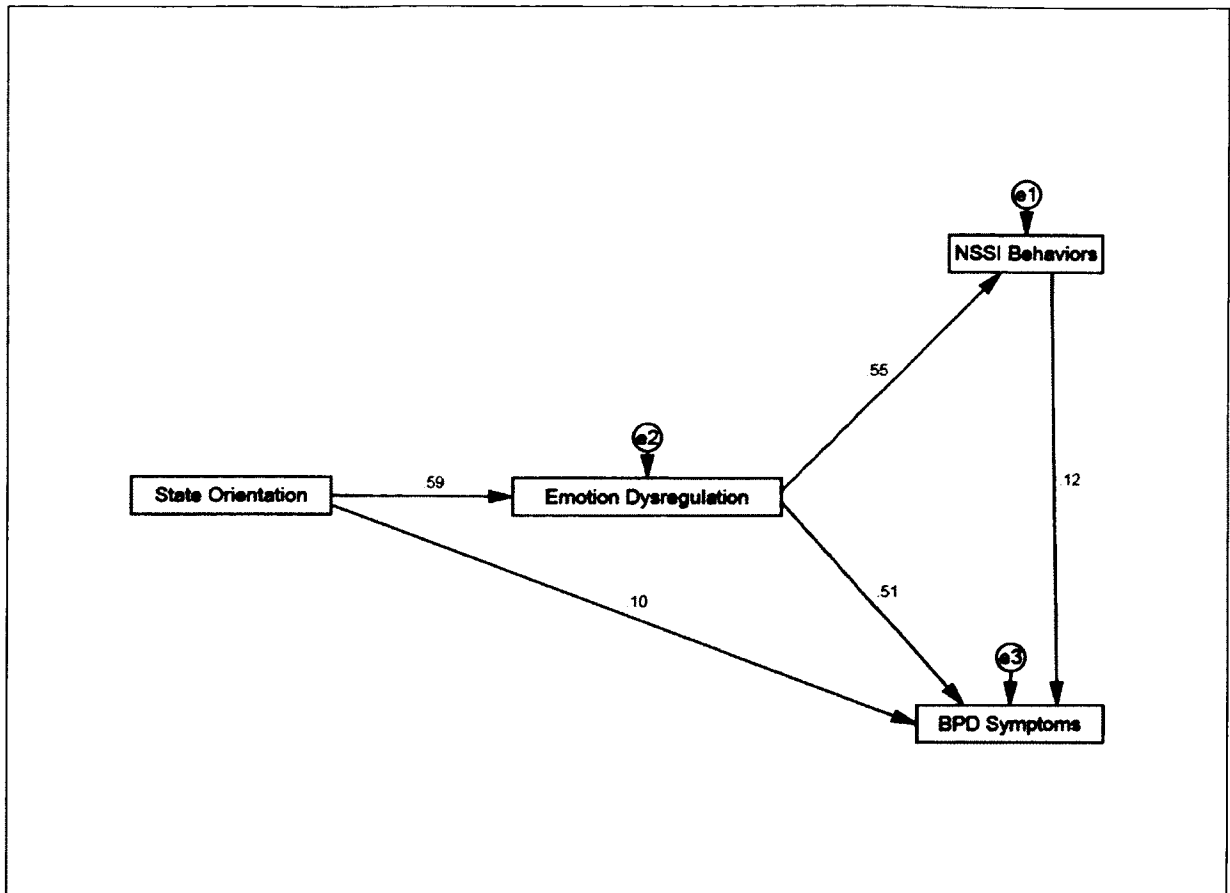 e1
NSSI Behaviors
.55
e2
.12
State Orientation
.59
Emotion Dysregulation
.51
.10
e3
BPD Symptoms